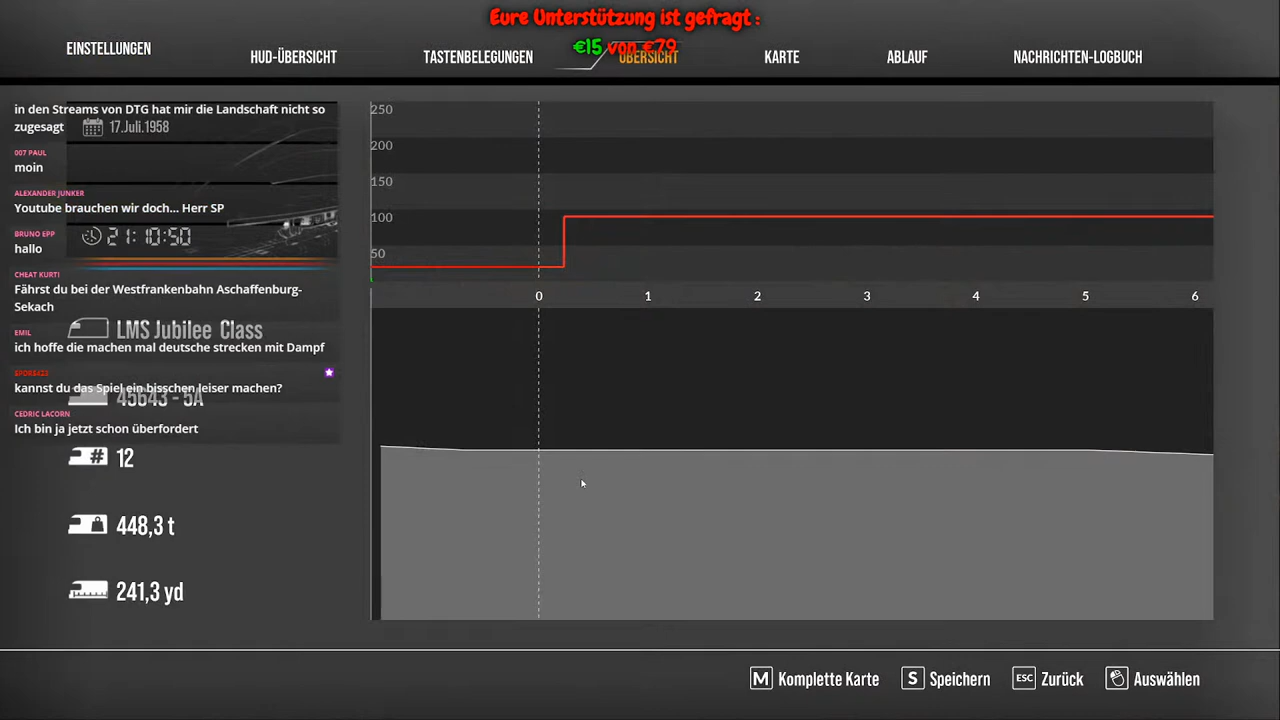 Eure Unterstützung ist gefragt :
€15 von €79
EINSTELLUNGEN
HUD-ÜBERSICHT
TASTENBELEGUNGEN
ÜBERSICHT
KARTE
ABLAUF
NACHRICHTEN-LOGBUCH
in den Streams von DTG hat mir die Landschaft nicht so
zugesagt
17.Juli.1958
007 PAUL
moin
ALEXANDER JUNKER
Youtube brauchen wir doch... Herr SP
BRUNO EPP
21:10:50
hallo
CHEAT KURTI
Fährst du bei der Westfrankenbahn Aschaffenburg-
Sekach
LMS Jubilee Class
EMIL
ich hoffe die machen mal deutsche strecken mit Dampf
kannst du das Spiel ein bisschen leiser machen?
45643 - 5A
CEDRIC LACORN
Ich bin ja jetzt schon überfordert
# 12
448,3 t
241,3 yd
250
200
150
100
50
0 1 2 3 4 5 6
M Komplette Karte
S Speichern
ESC Zurück
Auswählen